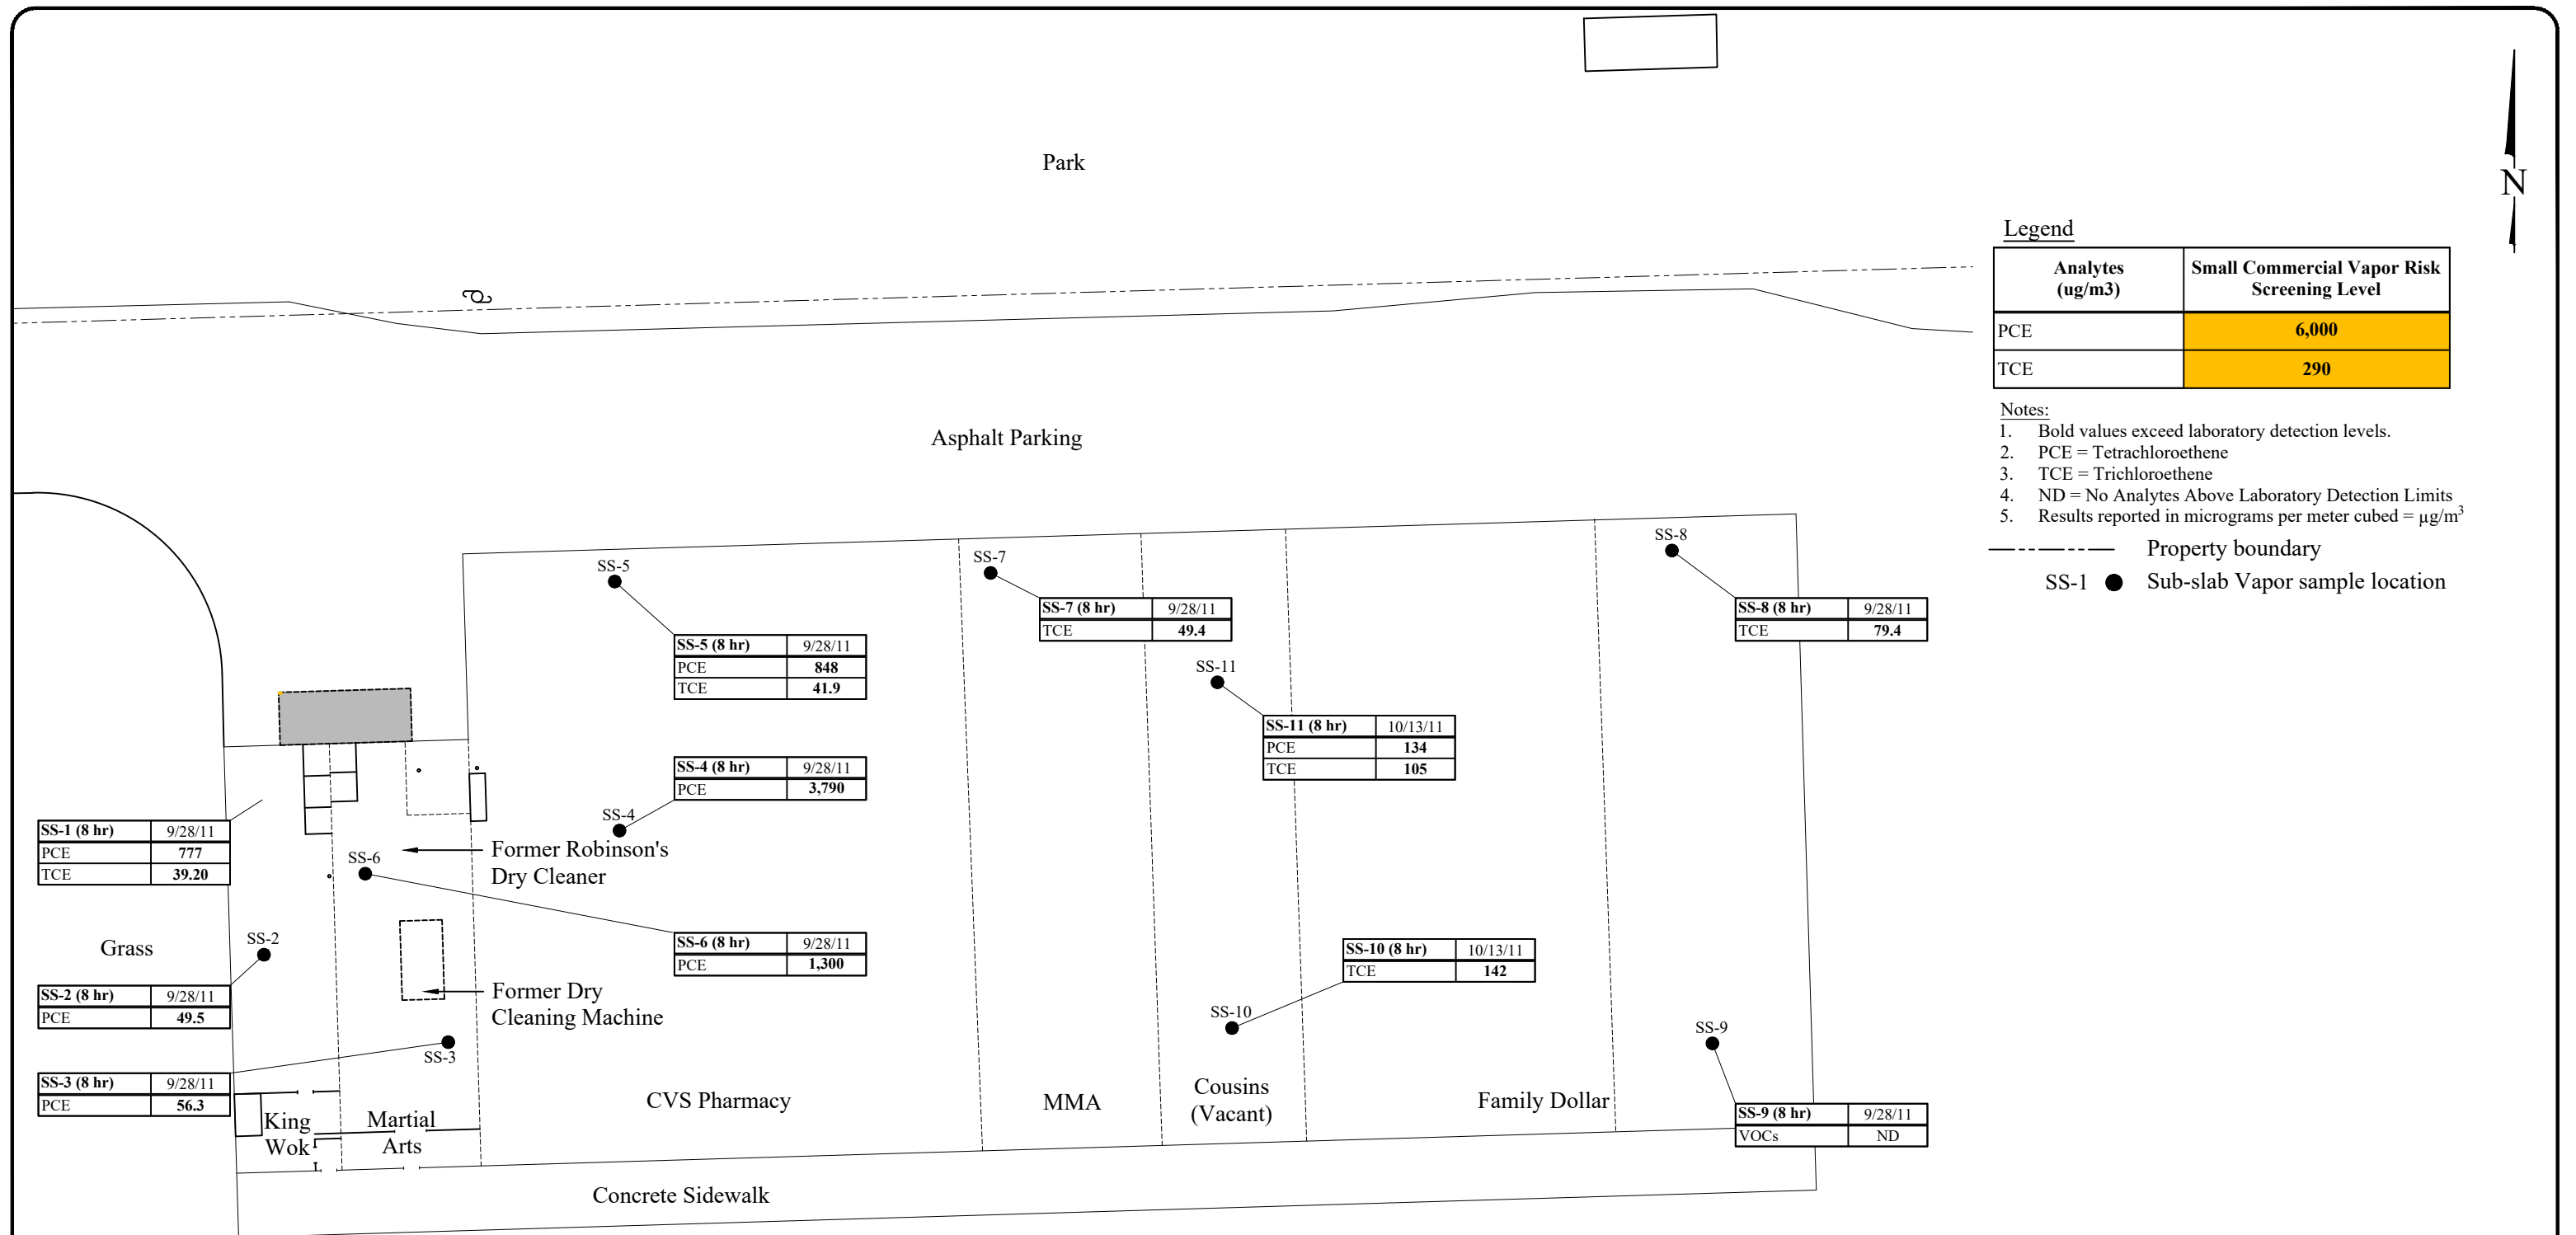 Park
N
Legend
Analytes (ug/m3) Small Commercial Vapor Risk Screening Level
PCE 6,000
TCE 290
Notes:
1. Bold values exceed laboratory detection levels.
2. PCE = Tetrachloroethene
3. TCE = Trichloroethene
4. ND = No Analytes Above Laboratory Detection Limits
5. Results reported in micrograms per meter cubed = µg/m3
Property boundary
SS-1 Sub-slab Vapor sample location
Asphalt Parking
SS-5
SS-5 (8 hr) 9/28/11
PCE 848
TCE 41.9
SS-7
SS-7 (8 hr) 9/28/11
TCE 49.4
SS-8
SS-8 (8 hr) 9/28/11
TCE 79.4
SS-11
SS-11 (8 hr) 10/13/11
PCE 134
TCE 105
SS-4 (8 hr) 9/28/11
PCE 3,790
SS-4
SS-1 (8 hr) 9/28/11
PCE 777
TCE 39.20
Former Robinson's
Dry Cleaner
SS-6
SS-6 (8 hr) 9/28/11
PCE 1,300
Grass
SS-2
SS-2 (8 hr) 9/28/11
PCE 49.5
Former Dry
Cleaning Machine
SS-10 (8 hr) 10/13/11
TCE 142
SS-10
SS-9
SS-3
SS-3 (8 hr) 9/28/11
PCE 56.3
King
Wok
Martial
Arts
CVS Pharmacy
MMA
Cousins
(Vacant)
Family Dollar
SS-9 (8 hr) 9/28/11
VOCs ND
Concrete Sidewalk